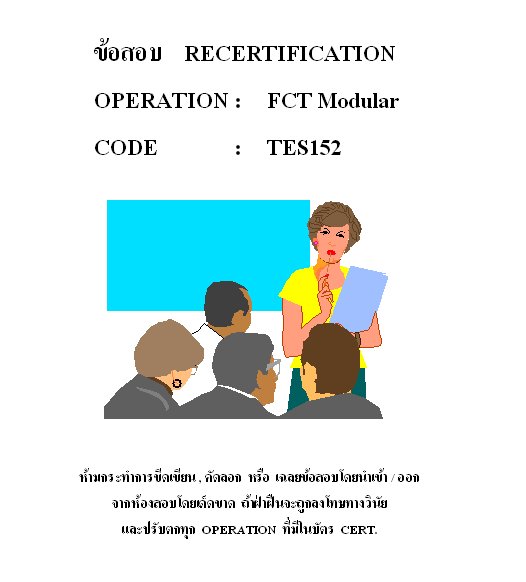 ข้อสอบ RECERTIFICATION
OPERATION : FCT Modular
CODE : TES152
ห้ามกระทำการขีดเขียน , คัดลอก หรือ เฉลยข้อสอบโดยนำเข้า / ออก
จากห้องสอบโดยเด็ดขาด ถ้าฝ่าฝืนจะถูกลงโทษทางวินัย
และปรับตกทุก OPERATION ที่มีในบัตร CERT.